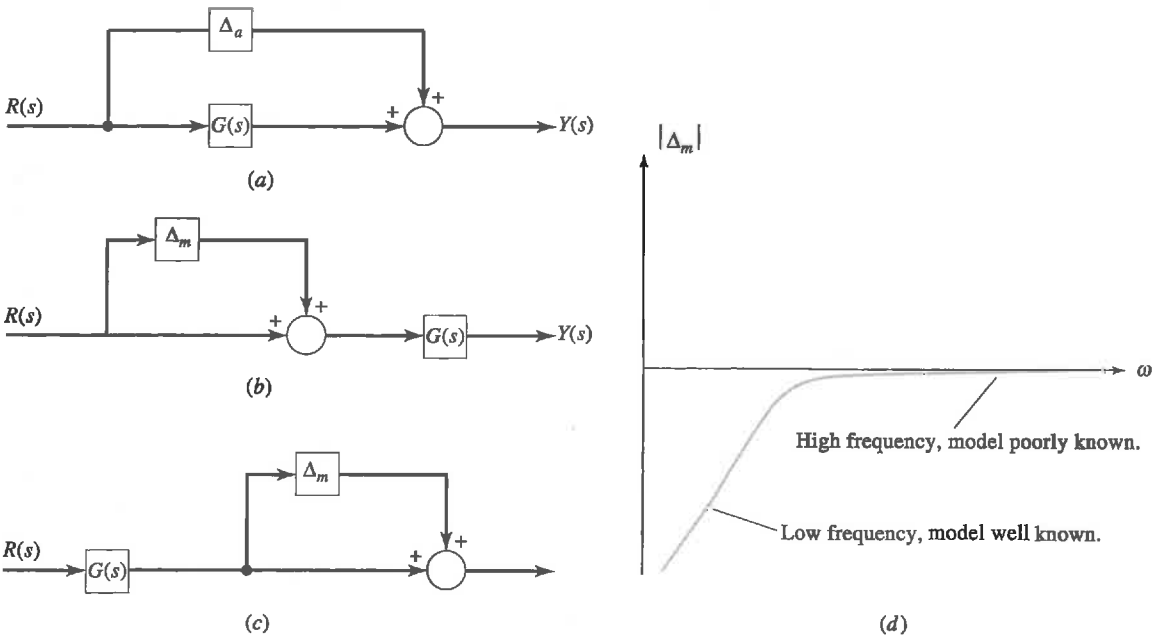 Δa
R(s)
G(s)
+
+
Y(s)
(a)
Δm
R(s)
+
+
G(s)
Y(s)
(b)
Δm
R(s)
G(s)
+
+
(c)
|Δm|
ω
High frequency, model poorly known.
Low frequency, model well known.
(d)